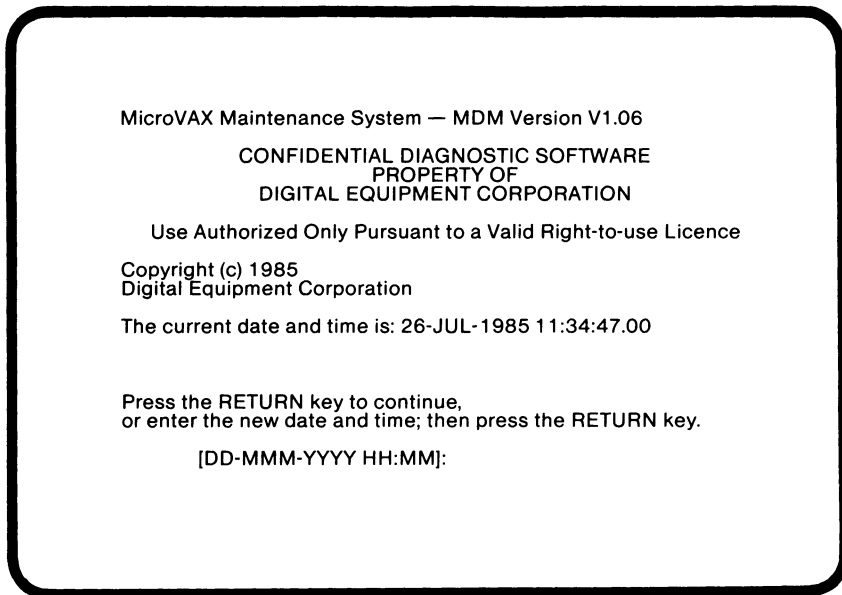 MicroVAX Maintenance System — MDM Version V1.06
CONFIDENTIAL DIAGNOSTIC SOFTWARE
PROPERTY OF
DIGITAL EQUIPMENT CORPORATION
Use Authorized Only Pursuant to a Valid Right-to-use Licence
Copyright (c) 1985
Digital Equipment Corporation
The current date and time is: 26-JUL-1985 11:34:47.00
Press the RETURN key to continue,
or enter the new date and time; then press the RETURN key.
[DD-MMM-YYYY HH:MM]: